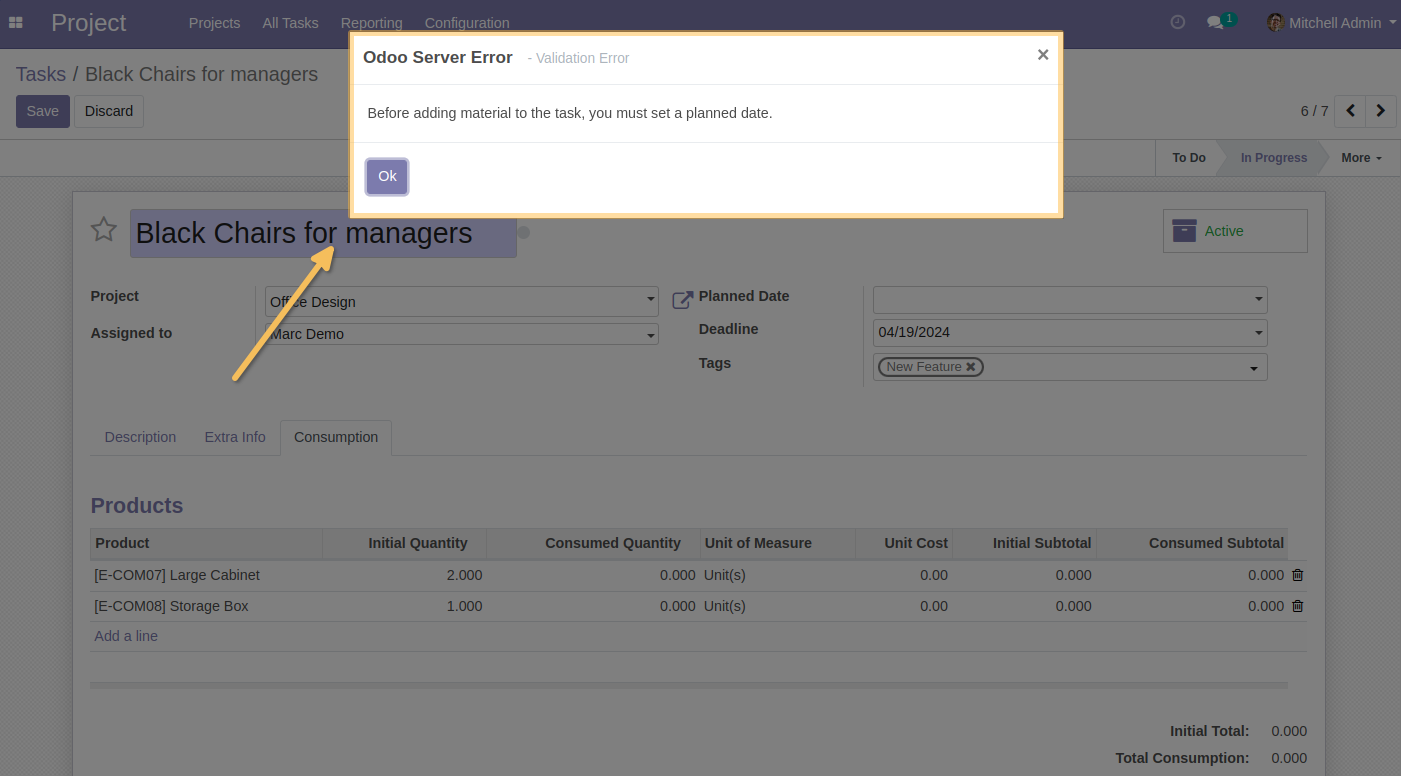 Project Projects All Tasks Reporting Configuration 1 Mitchell Admin
Odoo Server Error - Validation Error ×
Tasks / Black Chairs for managers
Save Discard 6 / 7
Before adding material to the task, you must set a planned date.
To Do In Progress More
Ok
Black Chairs for managers
Active
Project Office Design Planned Date
Assigned to Marc Demo Deadline 04/19/2024
Tags New Feature
Description Extra Info Consumption
Products
Product Initial Quantity Consumed Quantity Unit of Measure Unit Cost Initial Subtotal Consumed Subtotal
[E-COM07] Large Cabinet 2.000 0.000 Unit(s) 0.00 0.000 0.000
[E-COM08] Storage Box 1.000 0.000 Unit(s) 0.00 0.000 0.000
Add a line
Initial Total: 0.000
Total Consumption: 0.000